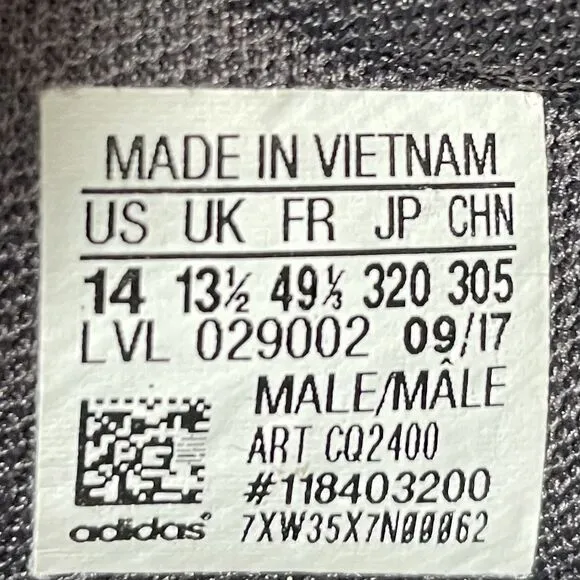 MADE IN VIETNAM
US UK FR JP CHN
14 13½ 49⅓ 320 305
LVL 029002 09/17
MALE/MÂLE
ART CQ2400
#118403200
adidas® 7XW35X7N00062